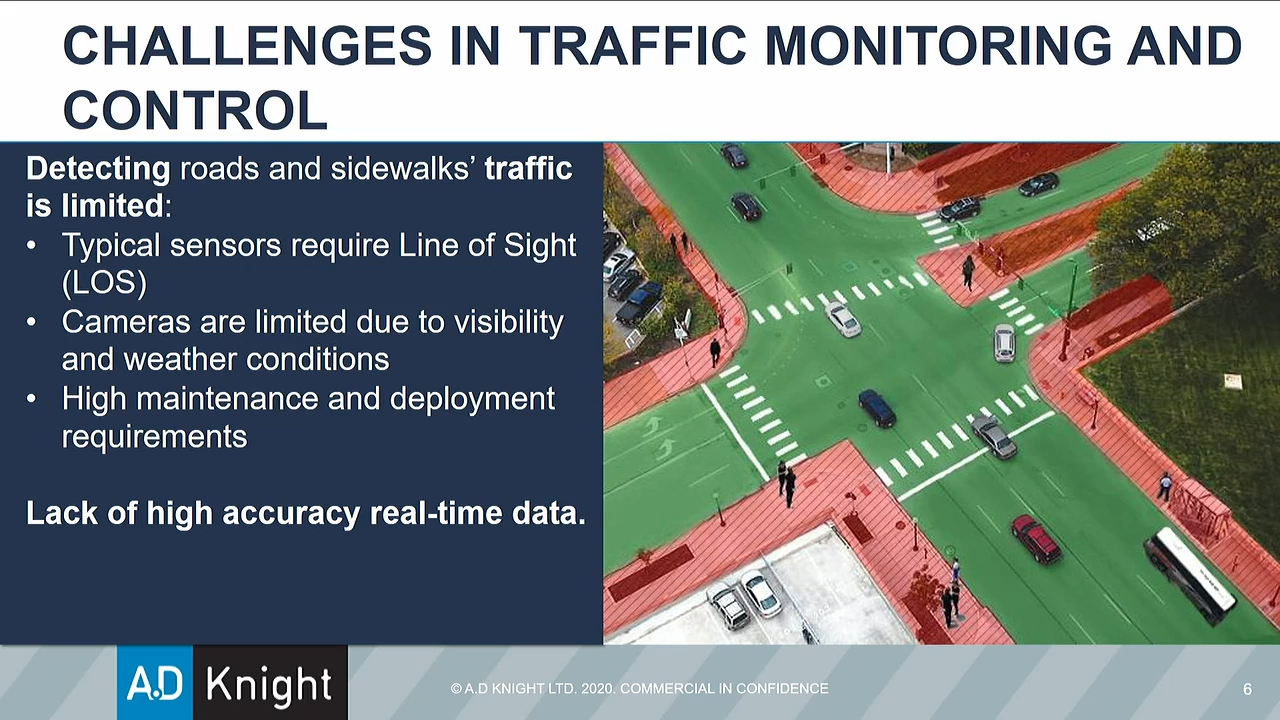 CHALLENGES IN TRAFFIC MONITORING AND
CONTROL
Detecting roads and sidewalks’ traffic
is limited:
• Typical sensors require Line of Sight
(LOS)
• Cameras are limited due to visibility
and weather conditions
• High maintenance and deployment
requirements
Lack of high accuracy real-time data.
A.D Knight
© A.D KNIGHT LTD. 2020. COMMERCIAL IN CONFIDENCE
6